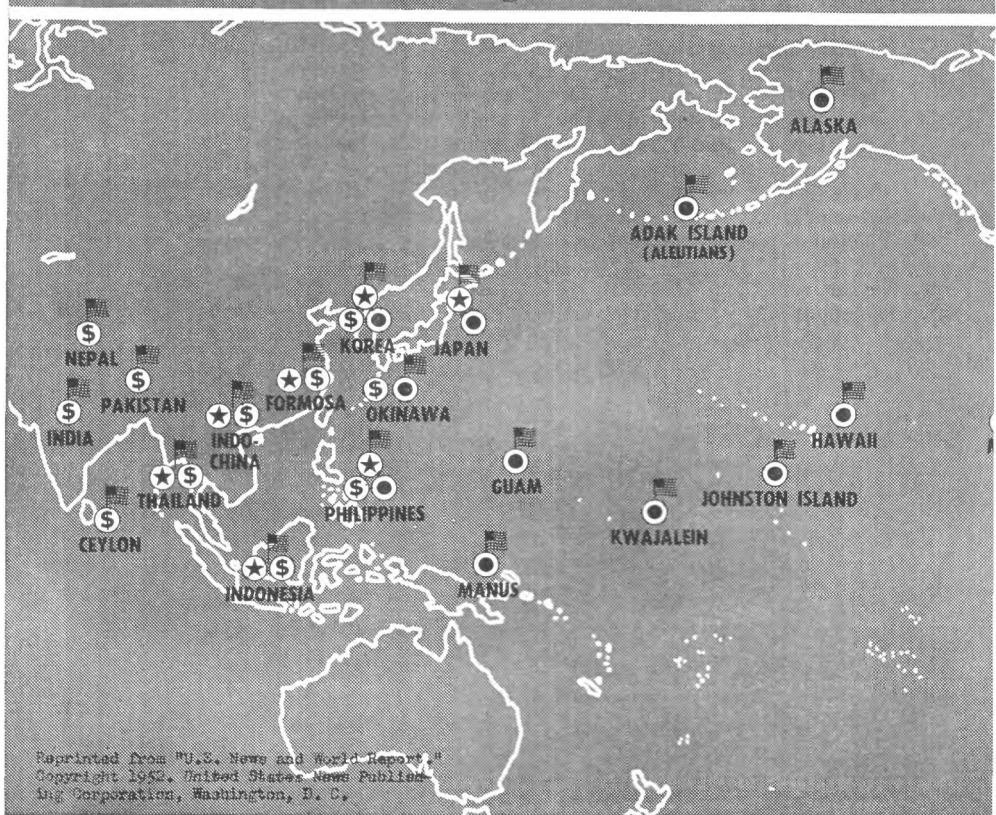 ALASKA
ADAK ISLAND
(ALEUTIANS)
$
KOREA
JAPAN
$
NEPAL
$
PAKISTAN
$
FORMOSA
$
OKINAWA
$
INDIA
$
INDO-
CHINA
HAWAII
$
THAILAND
GUAM
$
PHILIPPINES
JOHNSTON ISLAND
$
CEYLON
KWAJALEIN
$
INDONESIA
MANUS
Reprinted from "U.S. News and World Report,"
Copyright 1952. United States News Publish-
ing Corporation, Washington, D. C.